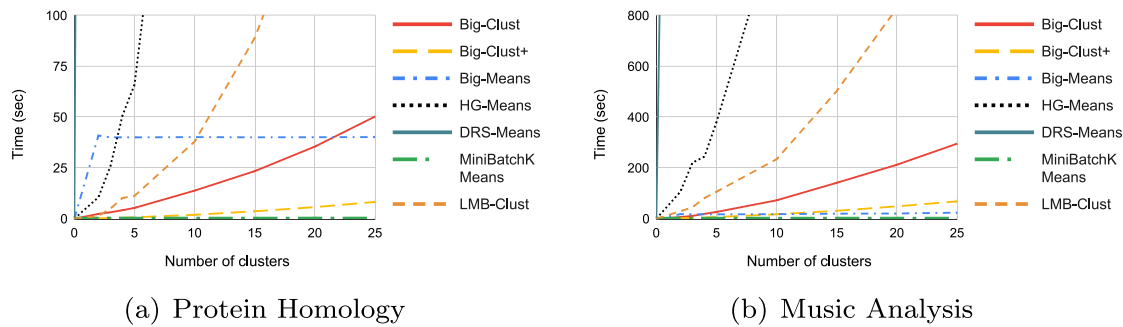 100
75
50
25
0
Time (sec)
0
5
10
15
20
25
Number of clusters
Big-Clust
Big-Clust+
Big-Means
HG-Means
DRS-Means
MiniBatchK
Means
LMB-Clust
(a) Protein Homology
800
600
400
200
0
Time (sec)
0
5
10
15
20
25
Number of clusters
Big-Clust
Big-Clust+
Big-Means
HG-Means
DRS-Means
MiniBatchK
Means
LMB-Clust
(b) Music Analysis